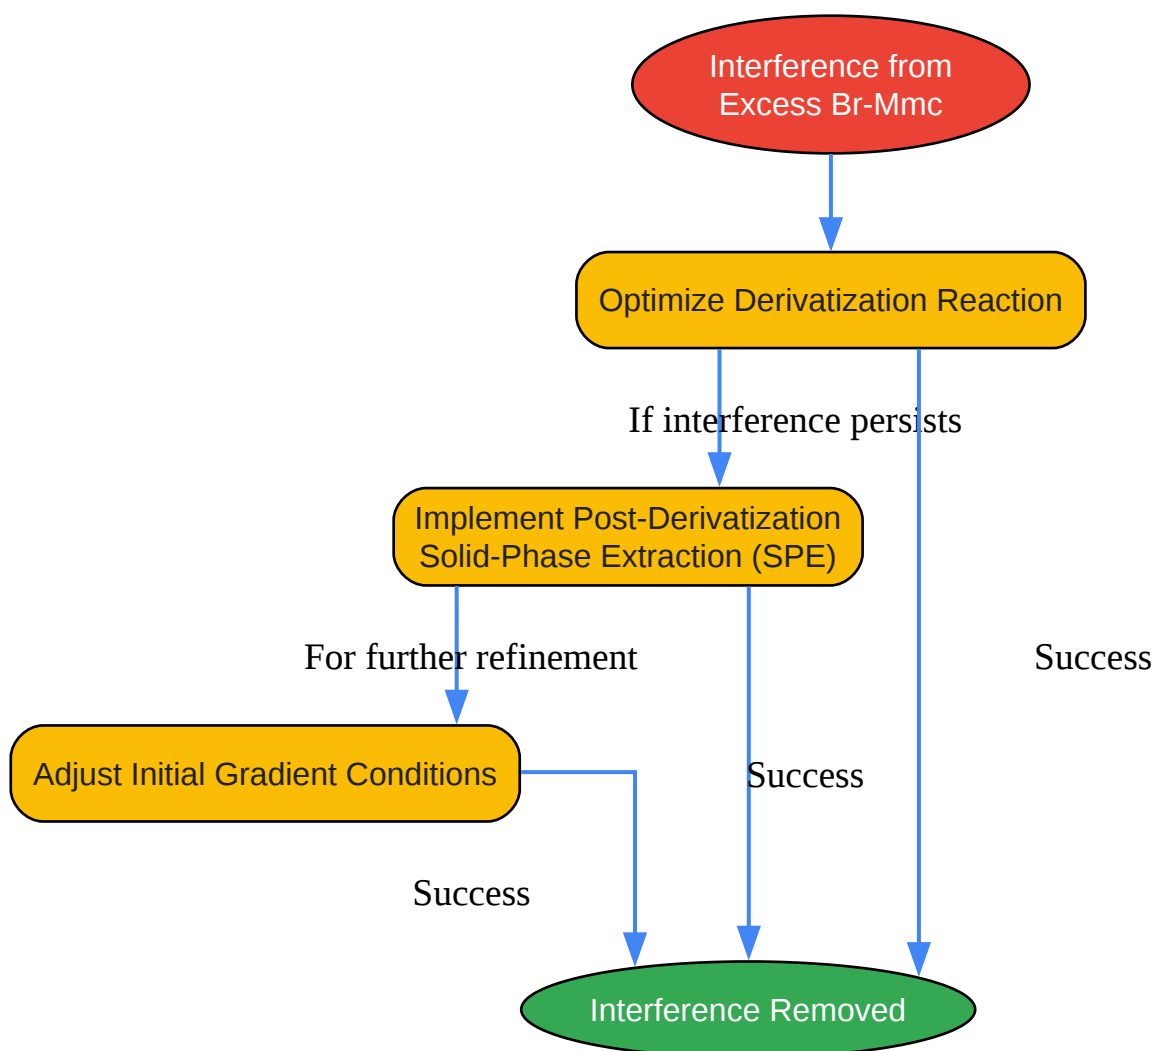 Interference from
Excess Br-Mmc
Optimize Derivatization Reaction
If interference persists
Implement Post-Derivatization
Solid-Phase Extraction (SPE)
For further refinement
Success
Adjust Initial Gradient Conditions
Success
Success
Interference Removed